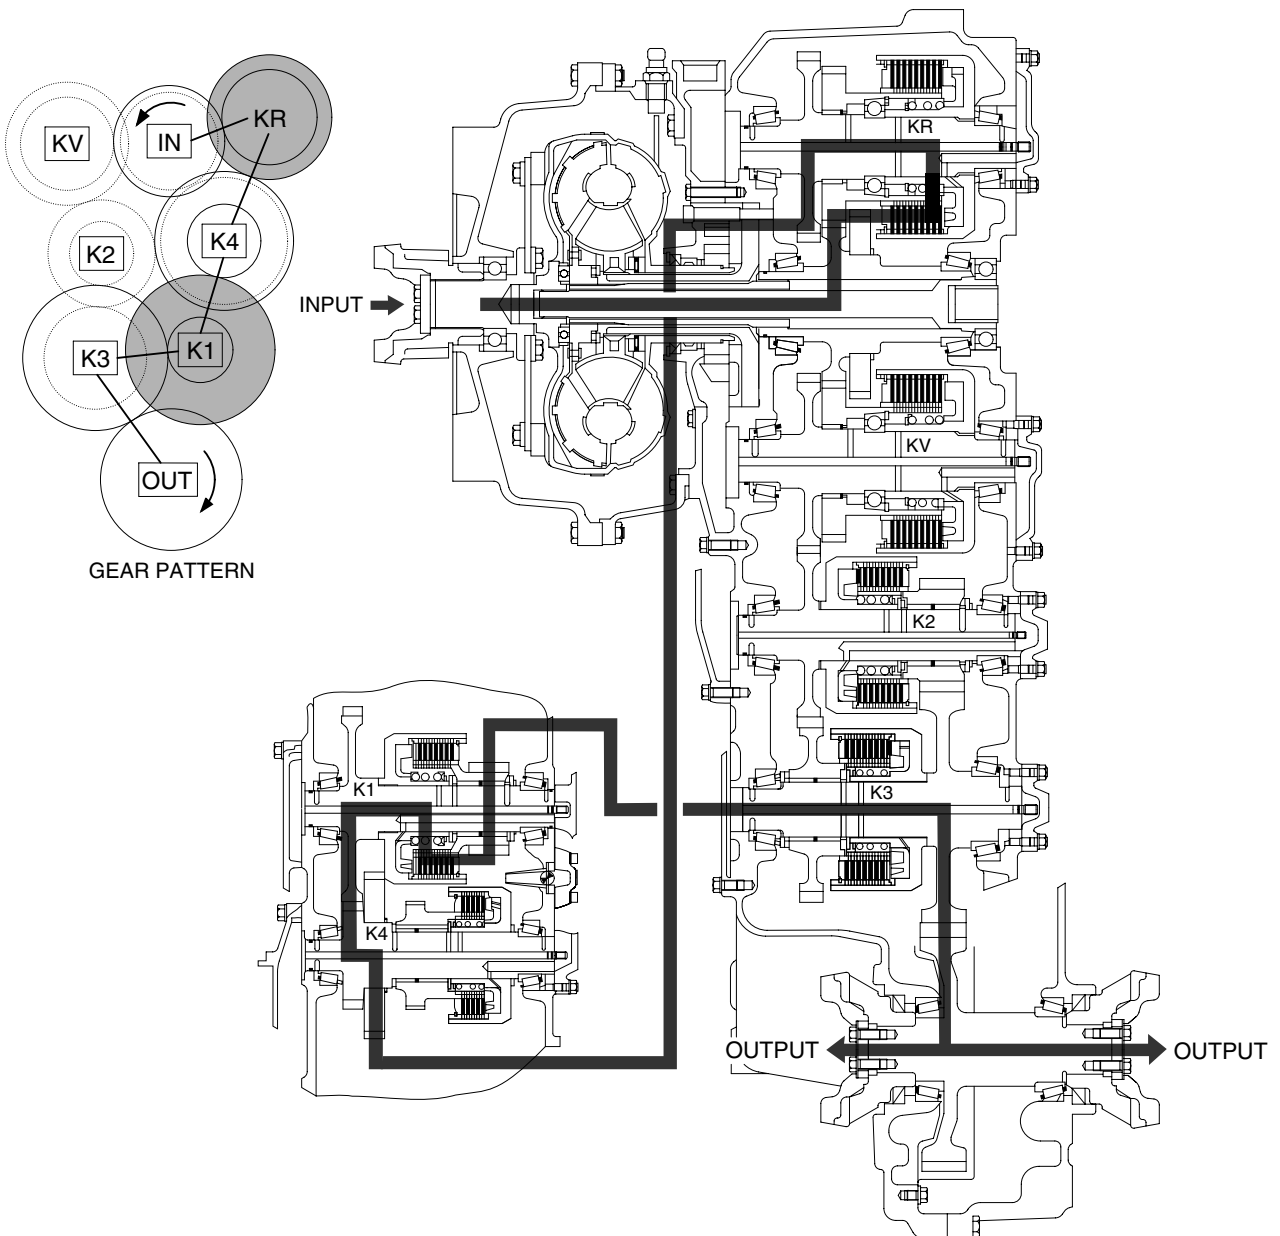 KV
IN
KR
K4
K2
K3
K1
OUT
GEAR PATTERN
INPUT
KR
KV
K2
K3
K1
K4
OUTPUT
OUTPUT